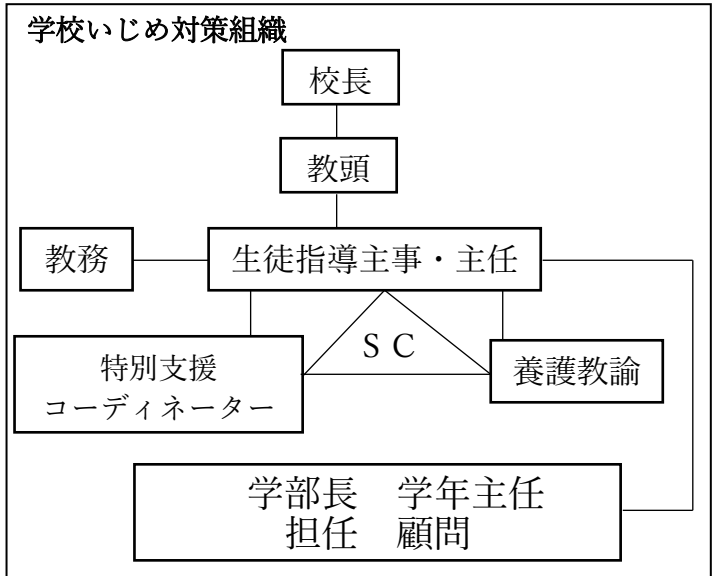 学校いじめ対策組織
校長
教頭
教務
生徒指導主事・主任
ＳＣ
特別支援
コーディネーター
養護教諭
学部長　学年主任
担任　顧問